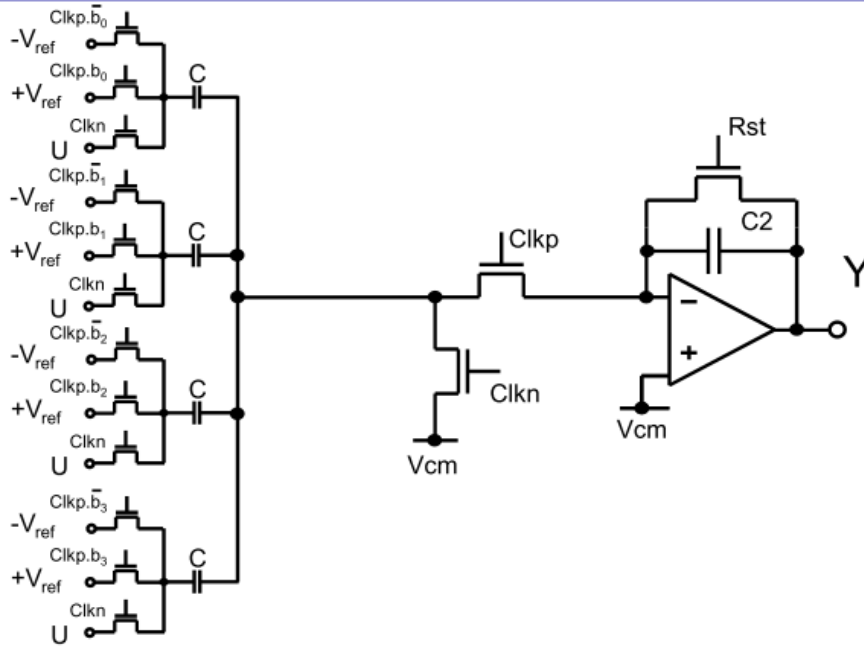 Clkp.b̅₀
-Vref
Clkp.b₀
C
+Vref
Clkn
U
Clkp.b̅₁
-Vref
Clkp.b₁
C
+Vref
Clkn
U
Clkp.b̅₂
-Vref
Clkp.b₂
C
+Vref
Clkn
U
Clkp.b̅₃
-Vref
Clkp.b₃
C
+Vref
Clkn
U
Clkp
Clkn
Vcm
Rst
C2
−
+
Vcm
Y